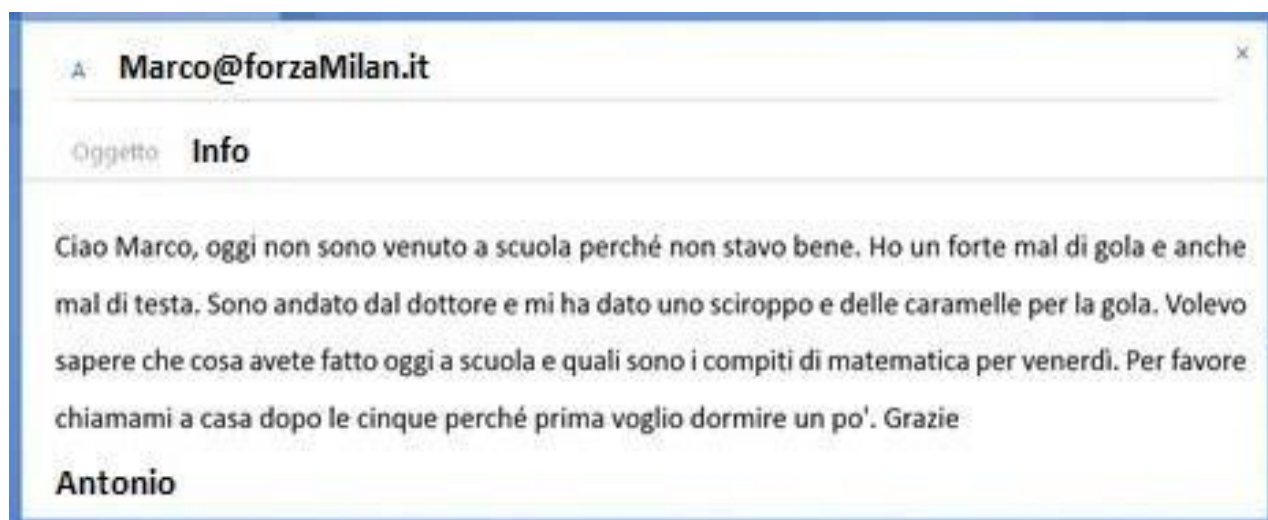 A Marco@forzaMilan.it
×
Oggetto Info
Ciao Marco, oggi non sono venuto a scuola perché non stavo bene. Ho un forte mal di gola e anche
mal di testa. Sono andato dal dottore e mi ha dato uno sciroppo e delle caramelle per la gola. Volevo
sapere che cosa avete fatto oggi a scuola e quali sono i compiti di matematica per venerdì. Per favore
chiamami a casa dopo le cinque perché prima voglio dormire un po'. Grazie
Antonio